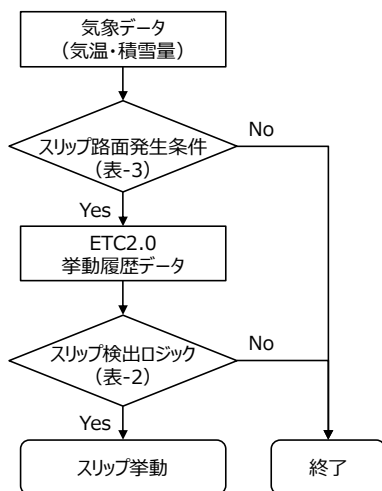 気象データ
（気温・積雪量）
スリップ路面発生条件
（表-3）
No
Yes
ETC2.0
挙動履歴データ
スリップ検出ロジック
（表-2）
No
Yes
スリップ挙動
終了